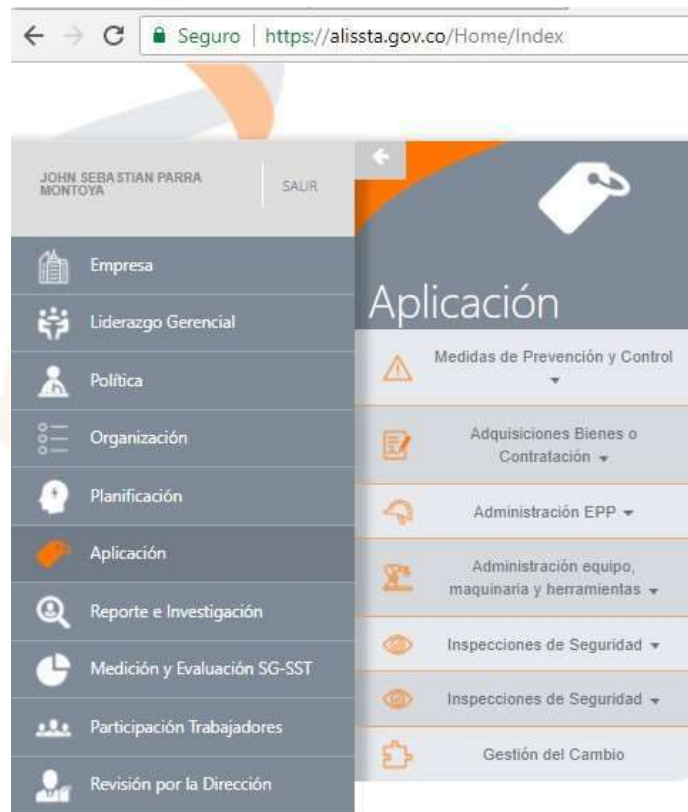 Seguro | https://alissta.gov.co/Home/Index
JOHN SEBASTIAN PARRA
MONTOYA
SALIR
Empresa
Liderazgo Gerencial
Política
Organización
Planificación
Aplicación
Reporte e Investigación
Medición y Evaluación SG-SST
Participación Trabajadores
Revisión por la Dirección
Aplicación
Medidas de Prevención y Control
Adquisiciones Bienes o
Contratación
Administración EPP
Administración equipo,
maquinaria y herramientas
Inspecciones de Seguridad
Inspecciones de Seguridad
Gestión del Cambio